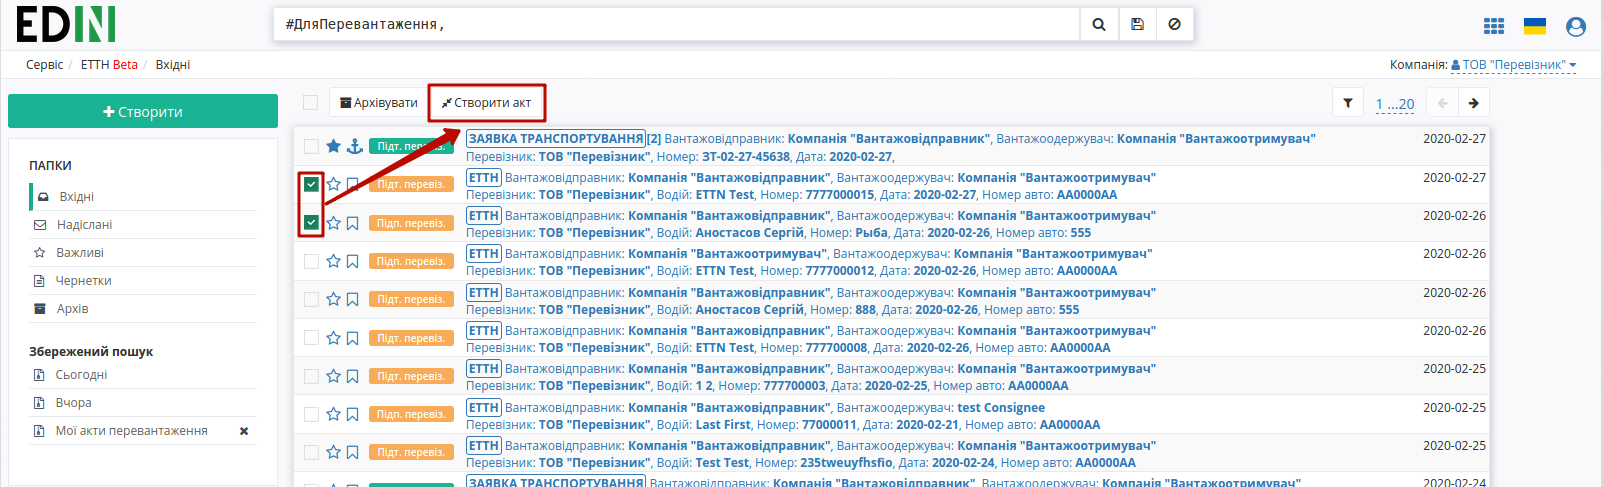 EDIN
#ДляПеревантаження,
Сервіс / ЕТТН Beta / Вхідні
Компанія: ТОВ "Перевізник"
Створити
Архівувати
Створити акт
1 ...20
ПАПКИ
Вхідні
Надіслані
Важливі
Чернетки
Архів
Збережений пошук
Сьогодні
Вчора
Мої акти перевантаження
Підт. перевіз. ЗАЯВКА ТРАНСПОРТУВАННЯ [2] Вантажовідправник: Компанія "Вантажовідправник", Вантажоодержувач: Компанія "Вантажоотримувач" 2020-02-27
Перевізник: ТОВ "Перевізник", Номер: ЗТ-02-27-45638, Дата: 2020-02-27,
Підт. перевіз. ЕТТН Вантажовідправник: Компанія "Вантажовідправник", Вантажоодержувач: Компанія "Вантажоотримувач" 2020-02-27
Перевізник: ТОВ "Перевізник", Водій: ETTN Test, Номер: 7777000015, Дата: 2020-02-27, Номер авто: АА0000АА
Підп. перевіз. ЕТТН Вантажовідправник: Компанія "Вантажовідправник", Вантажоодержувач: Компанія "Вантажоотримувач" 2020-02-26
Перевізник: ТОВ "Перевізник", Водій: Аностасов Сергій, Номер: Рыба, Дата: 2020-02-26, Номер авто: 555
Підп. перевіз. ЕТТН Вантажовідправник: Компанія "Вантажоотримувач", Вантажоодержувач: Компанія "Вантажоотримувач" 2020-02-26
Перевізник: ТОВ "Перевізник", Водій: ETTN Test, Номер: 7777000012, Дата: 2020-02-26, Номер авто: АА0000АА
Підт. перевіз. ЕТТН Вантажовідправник: Компанія "Вантажовідправник", Вантажоодержувач: Компанія "Вантажоотримувач" 2020-02-26
Перевізник: ТОВ "Перевізник", Водій: Аностасов Сергій, Номер: 888, Дата: 2020-02-26, Номер авто: 555
Підт. перевіз. ЕТТН Вантажовідправник: Компанія "Вантажовідправник", Вантажоодержувач: Компанія "Вантажоотримувач" 2020-02-26
Перевізник: ТОВ "Перевізник", Водій: ETTN Test, Номер: 777700008, Дата: 2020-02-26, Номер авто: АА0000АА
Підт. перевіз. ЕТТН Вантажовідправник: Компанія "Вантажовідправник", Вантажоодержувач: Компанія "Вантажоотримувач" 2020-02-25
Перевізник: ТОВ "Перевізник", Водій: 1 2, Номер: 777700003, Дата: 2020-02-25, Номер авто: АА0000АА
Підп. перевіз. ЕТТН Вантажовідправник: Компанія "Вантажовідправник", Вантажоодержувач: test Consignee 2020-02-25
Перевізник: ТОВ "Перевізник", Водій: Last First, Номер: 77000011, Дата: 2020-02-21, Номер авто: АА0000АА
Підт. перевіз. ЕТТН Вантажовідправник: Компанія "Вантажовідправник", Вантажоодержувач: Компанія "Вантажоотримувач" 2020-02-25
Перевізник: ТОВ "Перевізник", Водій: Test Test, Номер: 235tweuyfhsfio, Дата: 2020-02-24, Номер авто: АА0000АА
ЗАЯВКА ТРАНСПОРТУВАННЯ Вантажовідправник: Компанія "Вантажовідправник", Вантажоодержувач: Компанія "Вантажоотримувач" 2020-02-24